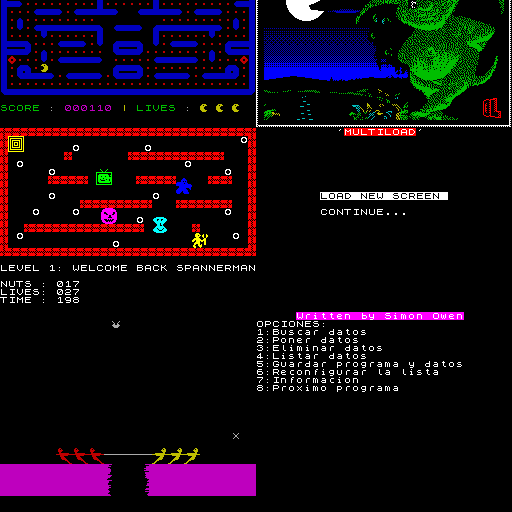 SCORE : 000110 | LIVES :
MULTILOAD
LOAD NEW SCREEN
CONTINUE...
LEVEL 1: WELCOME BACK SPANNERMAN
NUTS : 017
LIVES: 027
TIME : 198
Written by Simon Owen
OPCIONES:
1:Buscar datos
2:Poner datos
3:Eliminar datos
4:Listar datos
5:Guardar programa y datos
6:Reconfigurar la lista
7:Informacion
8:Proximo programa